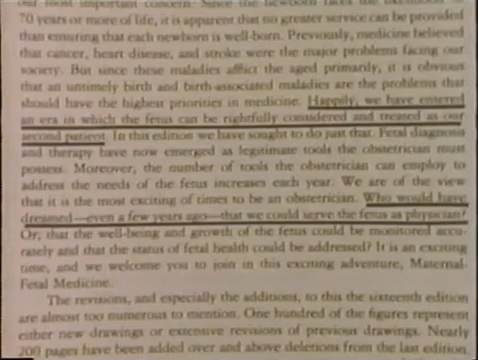 our most important concern. Since the newborn faces the likelihood of
70 years or more of life, it is apparent that no greater service can be provided
than ensuring that each newborn is well-born. Previously, medicine believed
that cancer, heart disease, and stroke were the major problems facing our
society. But since these maladies afflict the aged primarily, it is obvious
that an untimely birth and birth-associated maladies are the problems that
should have the highest priorities in medicine. Happily, we have entered
an era in which the fetus can be rightfully considered and treated as our
second patient. In this edition we have sought to do just that. Fetal diagnosis
and therapy have now emerged as legitimate tools the obstetrician must
possess. Moreover, the number of tools the obstetrician can employ to
address the needs of the fetus increases each year. We are of the view
that it is the most exciting of times to be an obstetrician. Who would have
dreamed—even a few years ago—that we could serve the fetus as physician?
Or, that the well-being and growth of the fetus could be monitored accu-
rately and that the status of fetal health could be addressed? It is an exciting
time, and we welcome you to join in this exciting adventure, Maternal-
Fetal Medicine.
The revisions, and especially the additions, to this sixteenth edition
are almost too numerous to mention. One hundred of the figures represent
either new drawings or extensive revisions of previous drawings. Nearly
200 pages have been added over and above deletions from the last edition